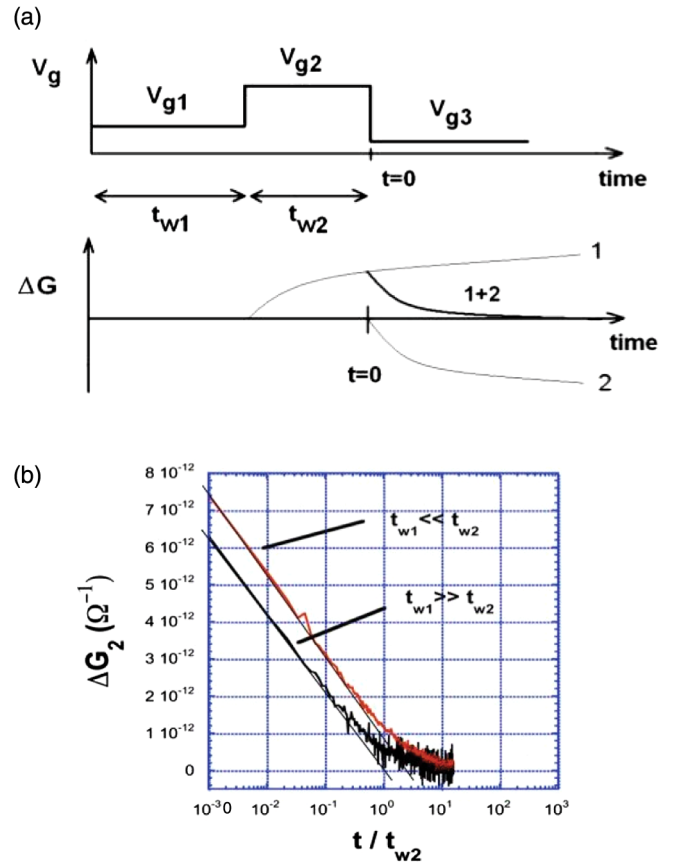 (a)
Vg
Vg1
Vg2
Vg3
t=0
time
tw1
tw2
ΔG
1
1+2
time
t=0
2
(b)
8 10⁻¹²
7 10⁻¹²
6 10⁻¹²
5 10⁻¹²
4 10⁻¹²
3 10⁻¹²
2 10⁻¹²
1 10⁻¹²
0
ΔG₂ (Ω⁻¹)
tw1<< tw2
tw1>> tw2
10⁻³0 10⁻² 10⁻¹ 10⁰ 10¹ 10² 10³
t / tw2